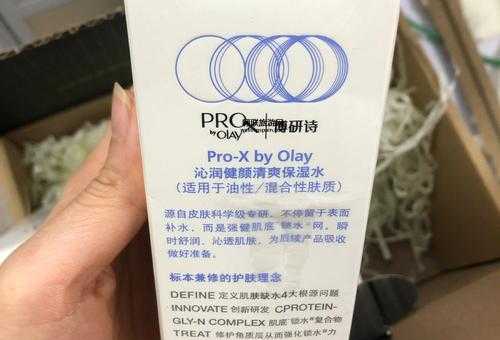 PRO
by OLAY
博研诗
Pro-X by Olay
沁润健颜清爽保湿水
(适用于油性/混合性肤质)
源自皮肤科学级专研,不停留于表面
补水,而是强健肌底"锁水"网。瞬
时舒润、沁透肌肤,为后续产品吸收
做好准备。
标本兼修的护肤理念
DEFINE 定义肌肤缺水4大根源问题
INNOVATE 创新研发 CPROTEIN-
GLY-N COMPLEX 肌底"锁水"复合物
TREAT 修护角质层从而强化锁水"力